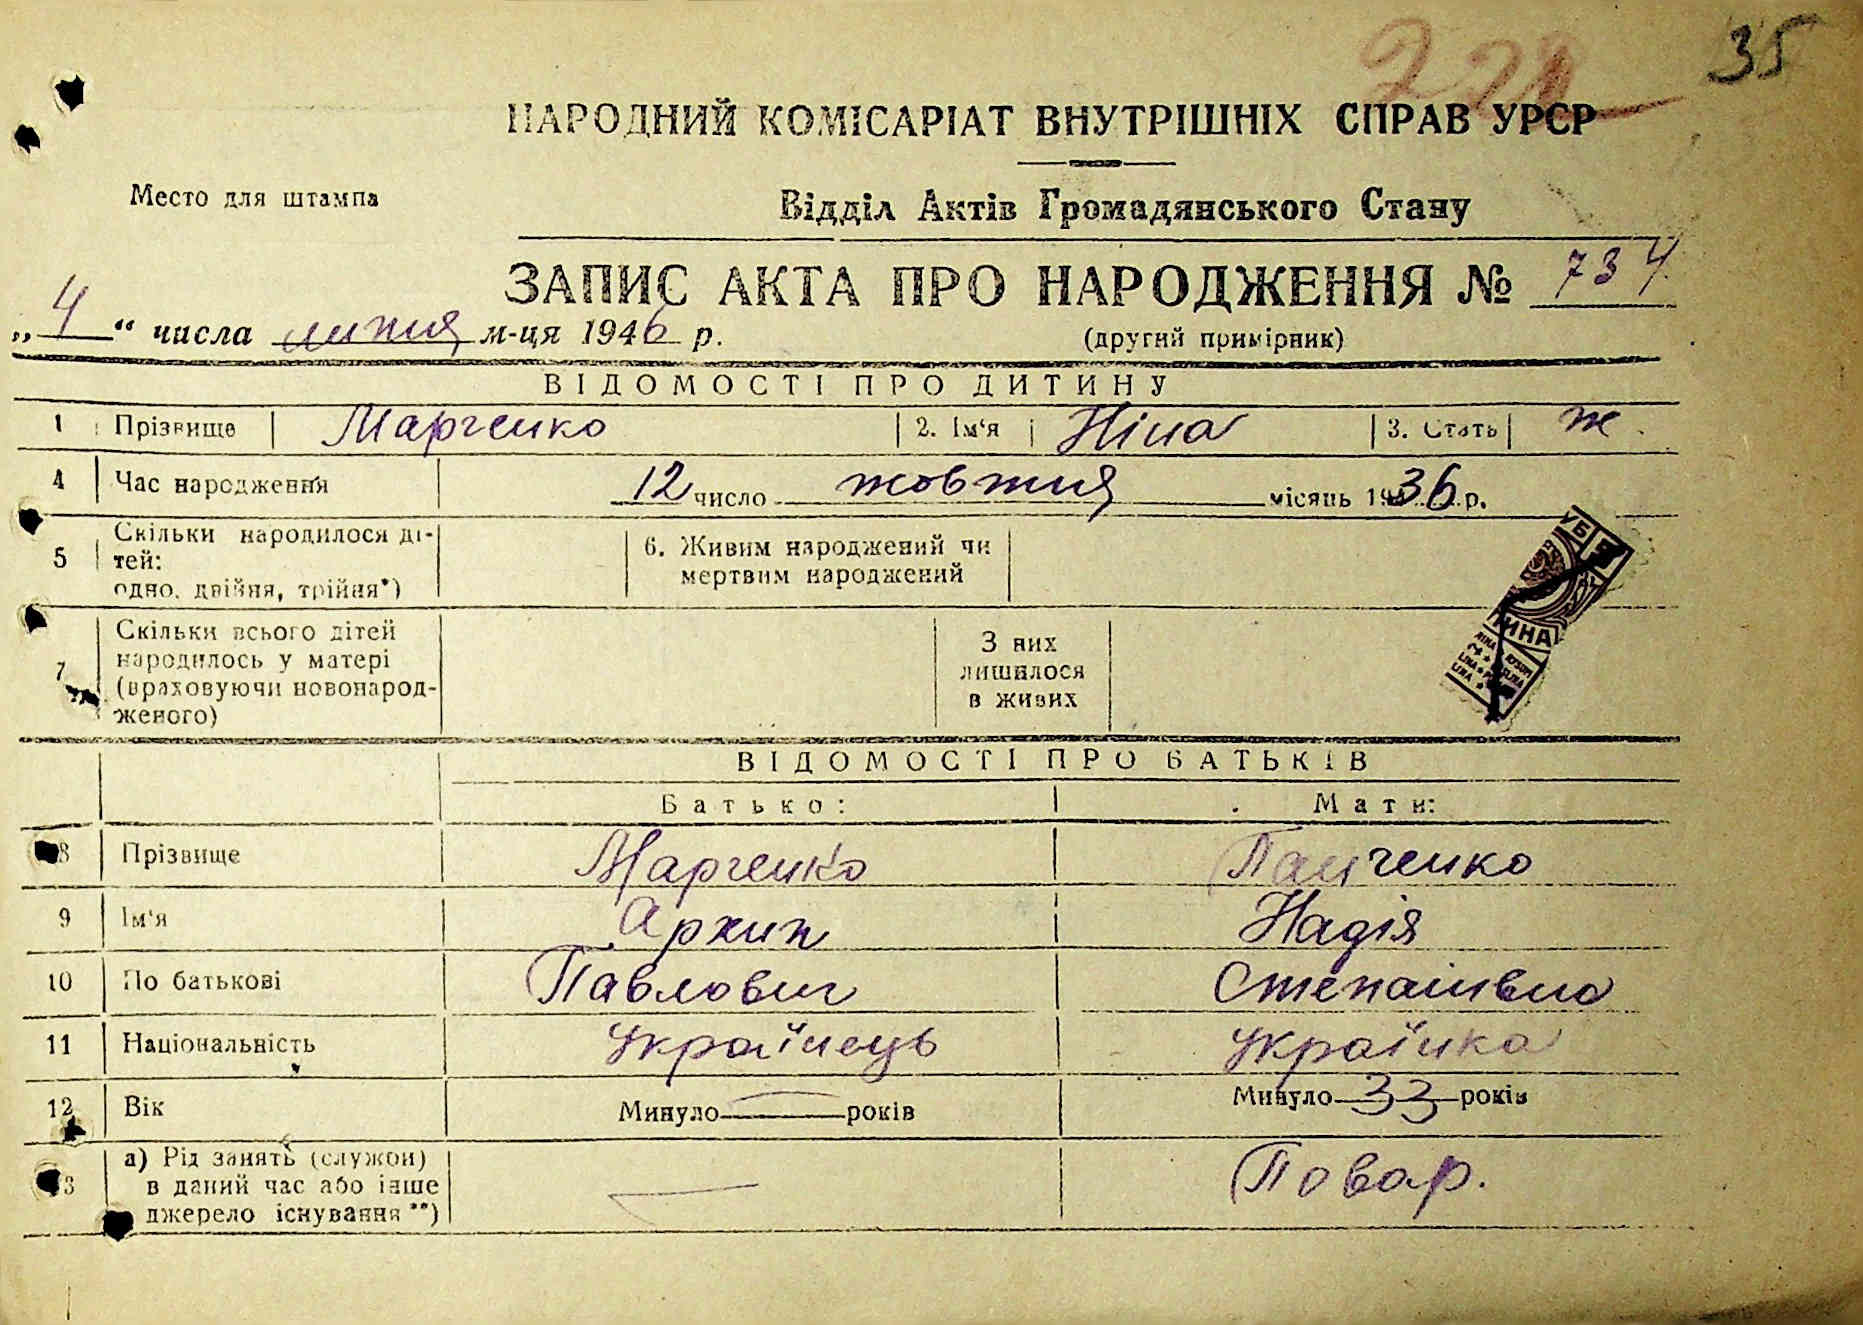 35
НАРОДНИЙ КОМІСАРІАТ ВНУТРІШНІХ СПРАВ УРСР
Место для штампа
Відділ Актів Громадянського Стану
ЗАПИС АКТА ПРО НАРОДЖЕННЯ № 734
„4“ числа липня м-ця 1946 р.
(другий примірник)
ВІДОМОСТІ ПРО ДИТИНУ
1 Прізвище Марченко 2. Ім'я Ніна 3. Стать ж.
4 Час народження 12 число жовтня місяць 1936 р.
5 Скільки народилося ді-
тей:
одно, двійня, трійня*)
6. Живим народжений чи
мертвим народжений
7 Скільки всього дітей
народилось у матері
(враховуючи новонарод-
женого)
З них
лишилося
в живих
ВІДОМОСТІ ПРО БАТЬКІВ
Батько: Мати:
8 Прізвище Марченко Панченко
9 Ім'я Архип Надія
10 По батькові Павлович Степанівна
11 Національність Українець Українка
12 Вік Минуло — років Минуло 33 років
13 а) Рід занять (служби)
в даний час або інше
джерело існування **)
— Повар.